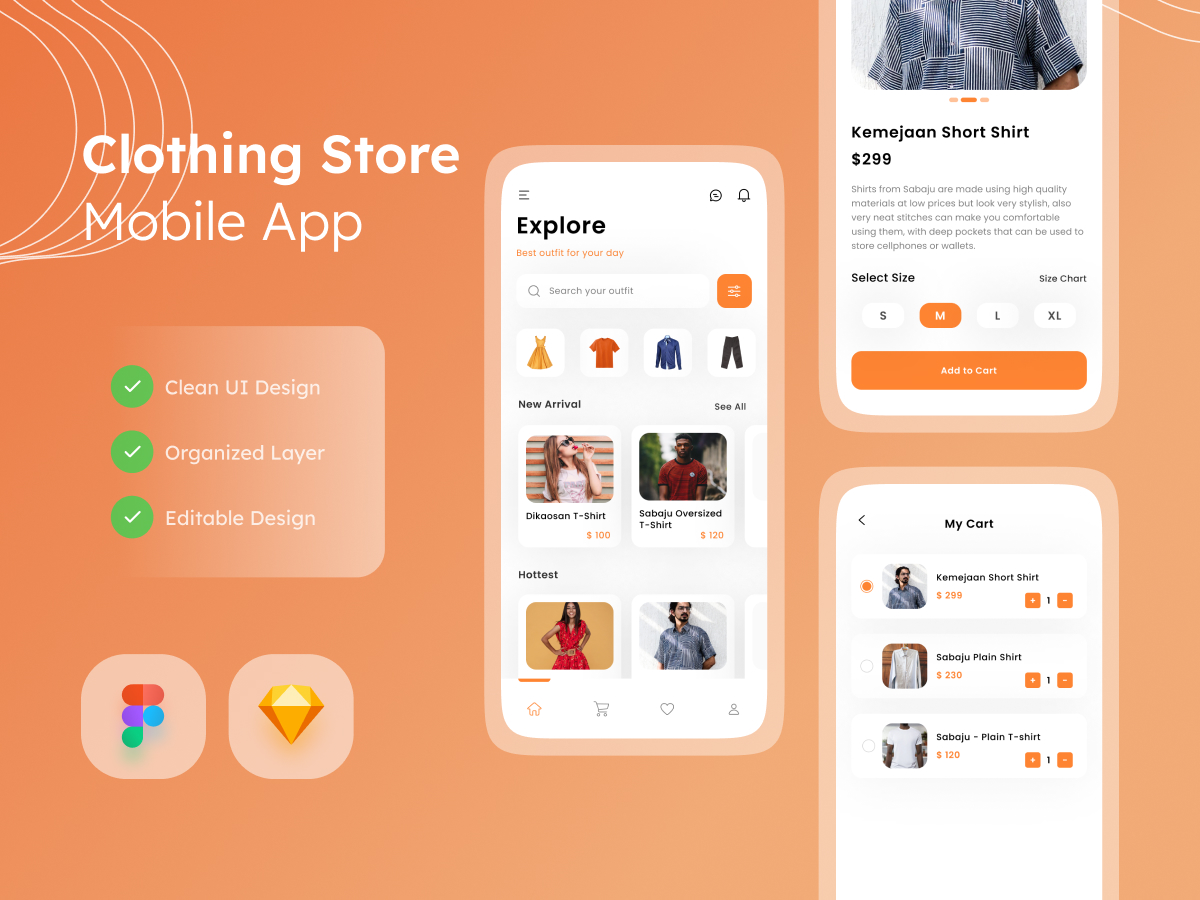 Clothing Store
Mobile App
Clean UI Design
Organized Layer
Editable Design
Explore
Best outfit for your day
Search your outfit
New Arrival
See All
Dikaosan T-Shirt
$ 100
Sabaju Oversized
T-Shirt
$ 120
Hottest
Kemejaan Short Shirt
$299
Shirts from Sabaju are made using high quality
materials at low prices but look very stylish, also
very neat stitches can make you comfortable
using them, with deep pockets that can be used to
store cellphones or wallets.
Select Size
Size Chart
S
M
L
XL
Add to Cart
My Cart
Kemejaan Short Shirt
$ 299
+ 1 -
Sabaju Plain Shirt
$ 230
+ 1 -
Sabaju - Plain T-shirt
$ 120
+ 1 -